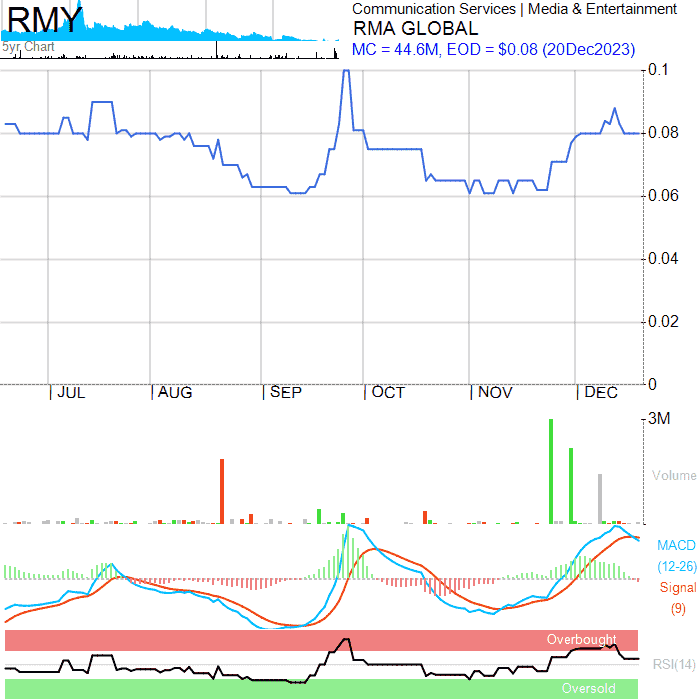 RMY
Communication Services | Media & Entertainment
RMA GLOBAL
5yr Chart
MC = 44.6M, EOD = $0.08 (20Dec2023)
0.1
0.08
0.06
0.04
0.02
0
| JUL | AUG | SEP | OCT | NOV | DEC
3M
Volume
MACD
(12-26)
Signal
(9)
Overbought
RSI(14)
Oversold